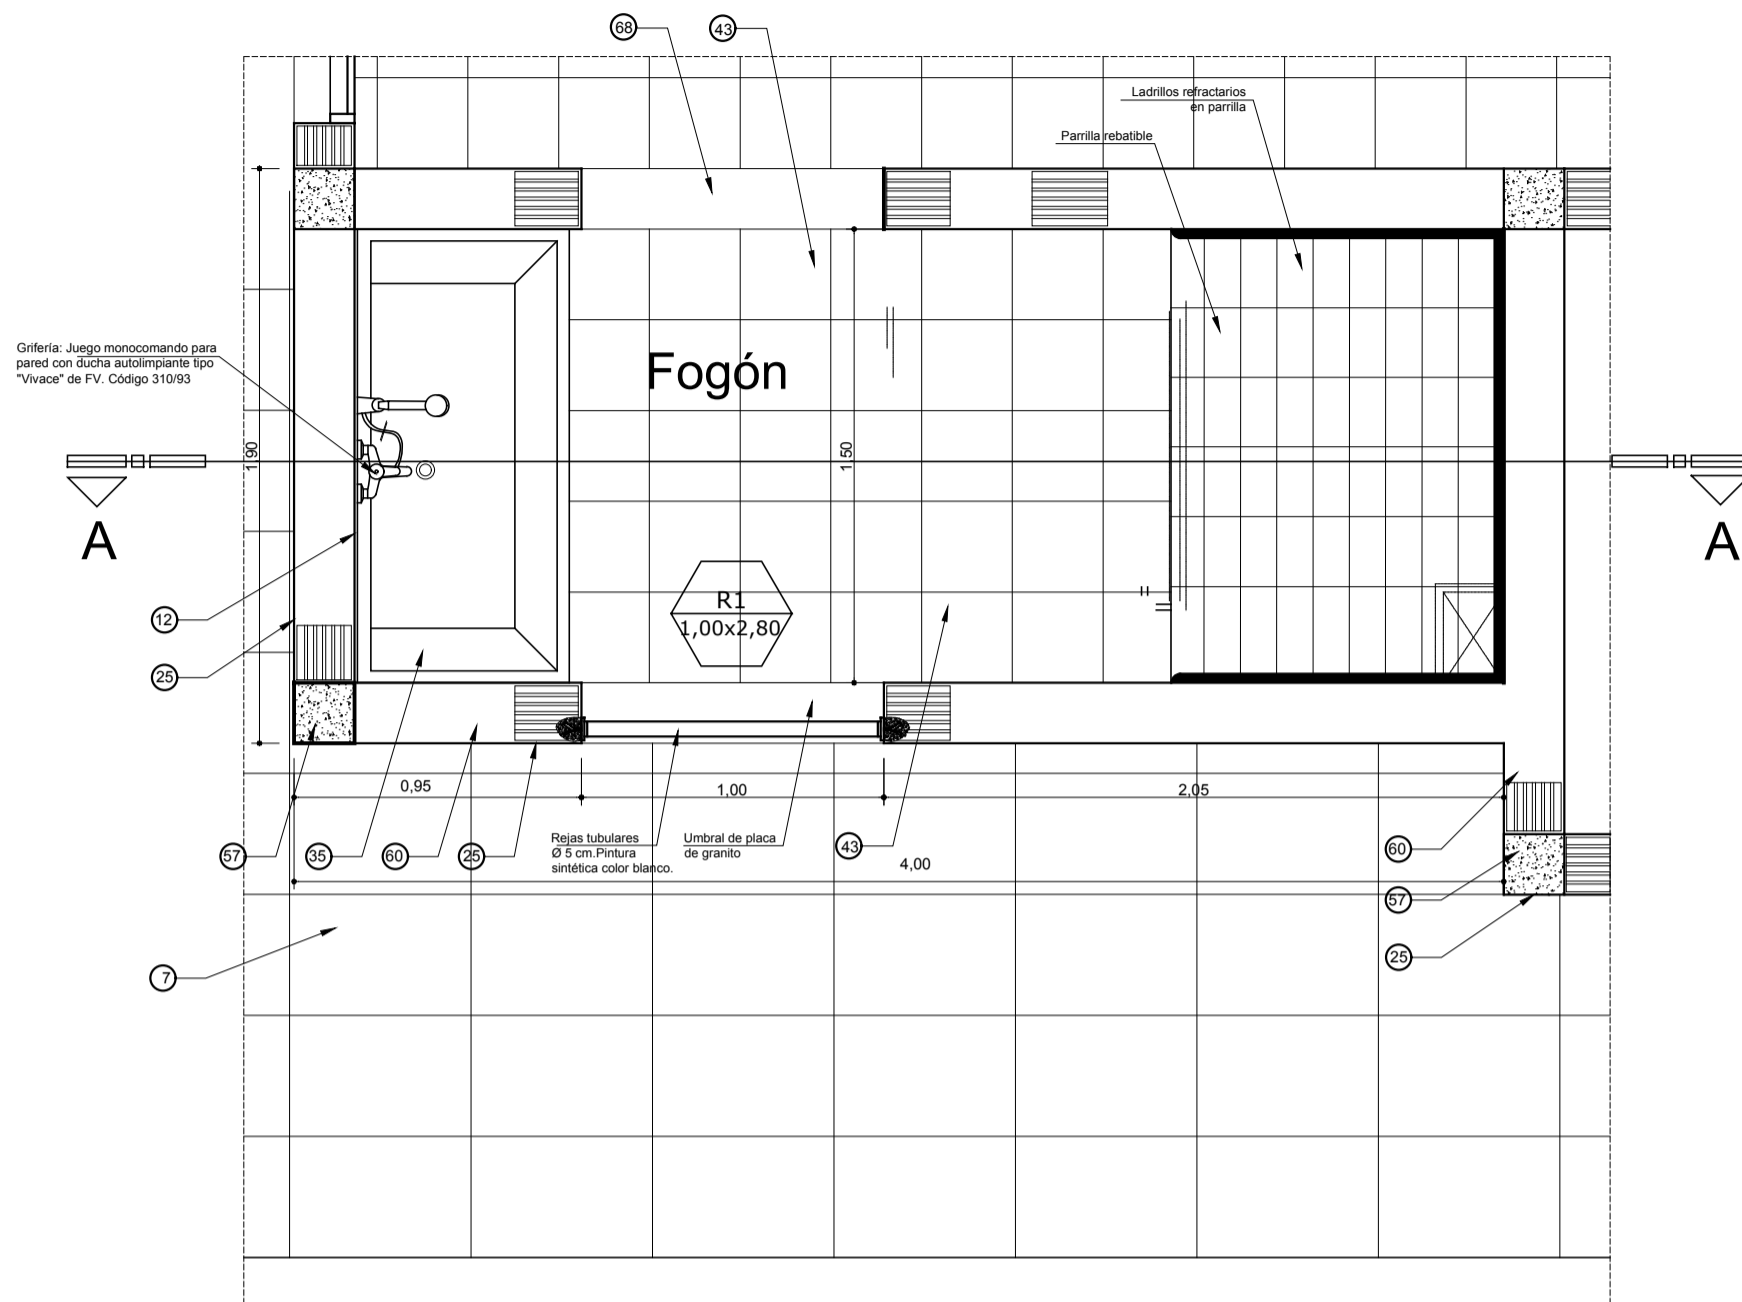 68
43
Ladrillos refractarios
en parrilla
Parrilla rebatible
Grifería: Juego monocomando para
pared con ducha autolimpiante tipo
"Vivace" de FV. Código 310/93
Fogón
1,90
1,50
A
A
R1
1,00x2,80
12
25
0,95
1,00
2,05
Rejas tubulares
Ø 5 cm.Pintura
sintética color blanco.
Umbral de placa
de granito
57
35
60
25
43
4,00
60
57
25
7